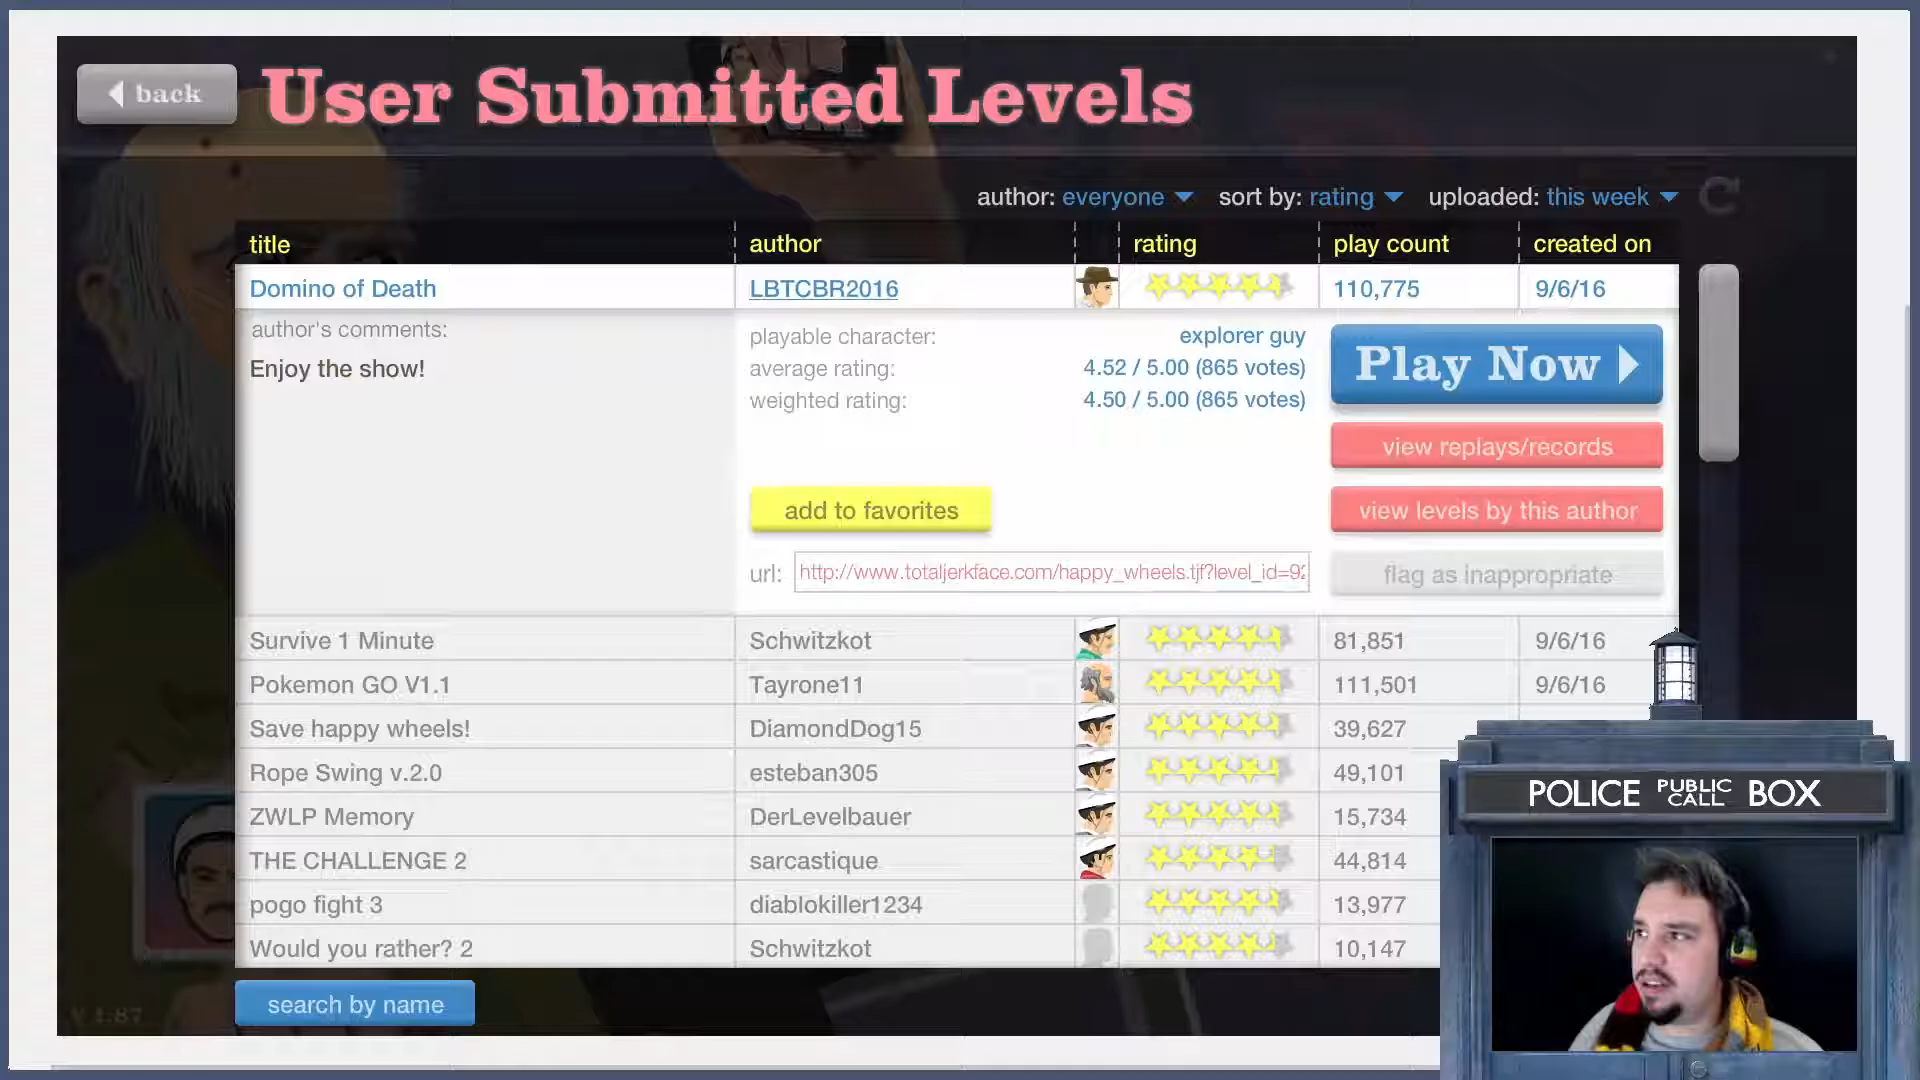 back
User Submitted Levels
author: everyone sort by: rating uploaded: this week
title author rating play count created on
Domino of Death LBTCBR2016 110,775 9/6/16
author's comments:
Enjoy the show!
playable character: explorer guy
average rating: 4.52 / 5.00 (865 votes)
weighted rating: 4.50 / 5.00 (865 votes)
Play Now
view replays/records
add to favorites
view levels by this author
url: http://www.totaljerkface.com/happy_wheels.tjf?level_id=92
flag as inappropriate
Survive 1 Minute Schwitzkot 81,851 9/6/16
Pokemon GO V1.1 Tayrone11 111,501 9/6/16
Save happy wheels! DiamondDog15 39,627
Rope Swing v.2.0 esteban305 49,101
ZWLP Memory DerLevelbauer 15,734
THE CHALLENGE 2 sarcastique 44,814
pogo fight 3 diablokiller1234 13,977
Would you rather? 2 Schwitzkot 10,147
search by name
v 1.87
POLICE PUBLIC CALL BOX